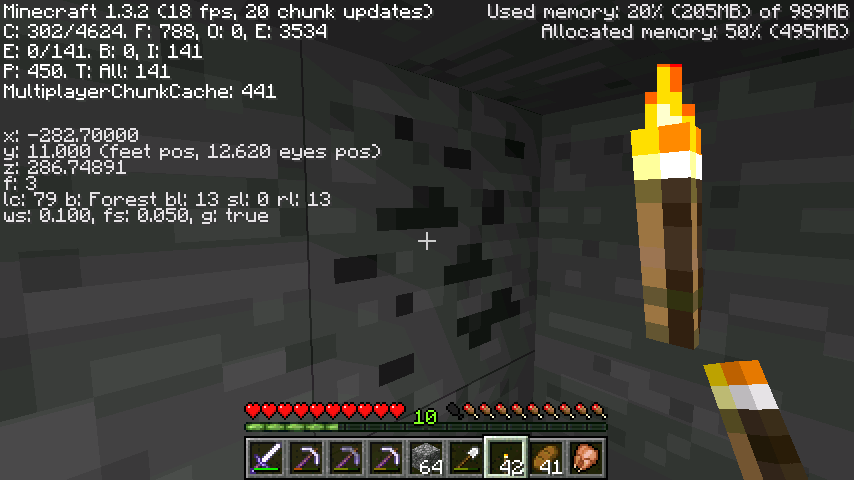 Minecraft 1.3.2 (18 fps, 20 chunk updates)
Used memory: 20% (205MB) of 989MB
C: 302/4624. F: 788, O: 0, E: 3534
Allocated memory: 50% (495MB)
E: 0/141. B: 0, I: 141
P: 450. T: All: 141
MultiplayerChunkCache: 441
x: -282.70000
y: 11.000 (feet pos, 12.620 eyes pos)
z: 286.74891
f: 3
lc: 79 b: Forest bl: 13 sl: 0 rl: 13
ws: 0.100, fs: 0.050, g: true
10
64 42 41